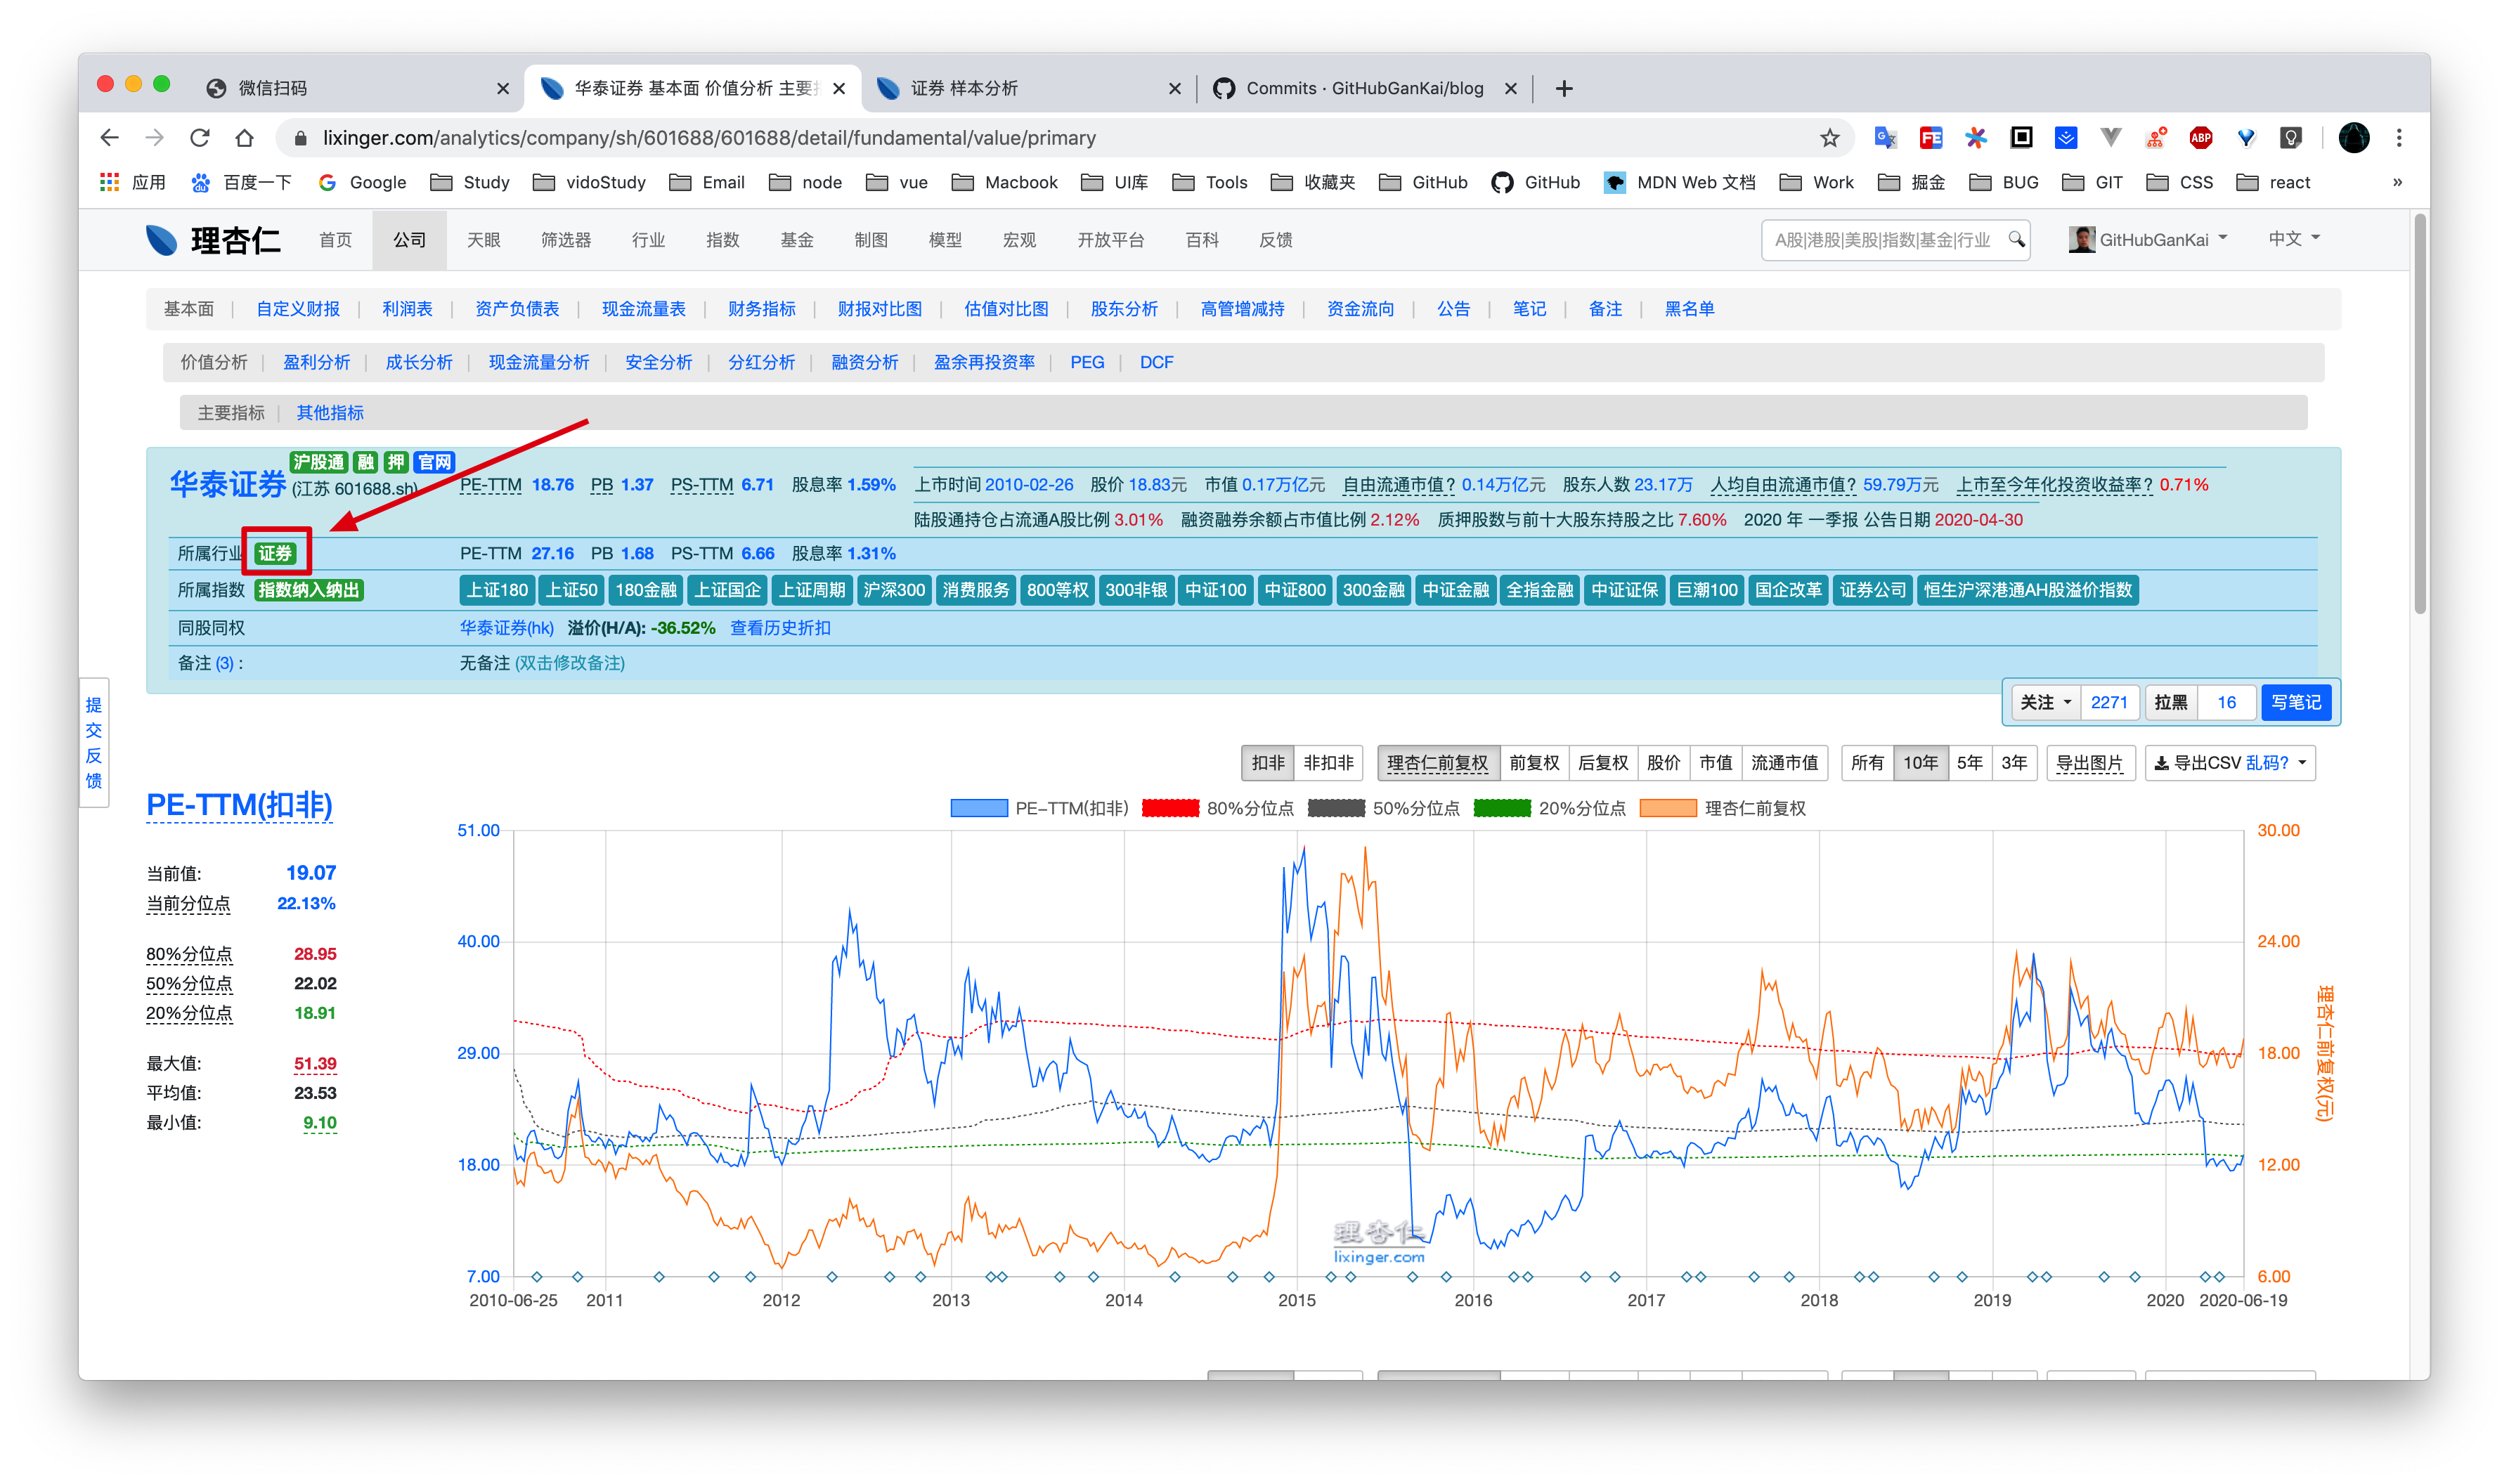 微信扫码
华泰证券 基本面 价值分析 主要
证券 样本分析
Commits · GitHubGanKai/blog
lixinger.com/analytics/company/sh/601688/601688/detail/fundamental/value/primary
应用 百度一下 Google Study vidoStudy Email node vue Macbook UI库 Tools 收藏夹 GitHub GitHub MDN Web 文档 Work 掘金 BUG GIT CSS react »
理杏仁 首页 公司 天眼 筛选器 行业 指数 基金 制图 模型 宏观 开放平台 百科 反馈 A股|港股|美股|指数|基金|行业 GitHubGanKai 中文
基本面 | 自定义财报 | 利润表 | 资产负债表 | 现金流量表 | 财务指标 | 财报对比图 | 估值对比图 | 股东分析 | 高管增减持 | 资金流向 | 公告 | 笔记 | 备注 | 黑名单
价值分析 | 盈利分析 | 成长分析 | 现金流量分析 | 安全分析 | 分红分析 | 融资分析 | 盈余再投资率 | PEG | DCF
主要指标 | 其他指标
沪股通 融 押 官网
华泰证券 (江苏 601688.sh) PE-TTM 18.76 PB 1.37 PS-TTM 6.71 股息率 1.59% 上市时间 2010-02-26 股价 18.83元 市值 0.17万亿元 自由流通市值? 0.14万亿元 股东人数 23.17万 人均自由流通市值? 59.79万元 上市至今年化投资收益率? 0.71%
陆股通持仓占流通A股比例 3.01% 融资融券余额占市值比例 2.12% 质押股数与前十大股东持股之比 7.60% 2020 年 一季报 公告日期 2020-04-30
所属行业 证券 PE-TTM 27.16 PB 1.68 PS-TTM 6.66 股息率 1.31%
所属指数 指数纳入纳出 上证180 上证50 180金融 上证国企 上证周期 沪深300 消费服务 800等权 300非银 中证100 中证800 300金融 中证金融 全指金融 中证证保 巨潮100 国企改革 证券公司 恒生沪深港通AH股溢价指数
同股同权 华泰证券(hk) 溢价(H/A): -36.52% 查看历史折扣
备注 (3) : 无备注 (双击修改备注)
提交反馈
关注 2271 拉黑 16 写笔记
扣非 非扣非 理杏仁前复权 前复权 后复权 股价 市值 流通市值 所有 10年 5年 3年 导出图片 导出CSV 乱码?
PE-TTM(扣非)
PE-TTM(扣非) 80%分位点 50%分位点 20%分位点 理杏仁前复权
当前值: 19.07
当前分位点 22.13%
80%分位点 28.95
50%分位点 22.02
20%分位点 18.91
最大值: 51.39
平均值: 23.53
最小值: 9.10
51.00
40.00
29.00
18.00
7.00
30.00
24.00
18.00
12.00
6.00
理杏仁前复权(元)
理杏仁
lixinger.com
2010-06-25 2011 2012 2013 2014 2015 2016 2017 2018 2019 2020 2020-06-19